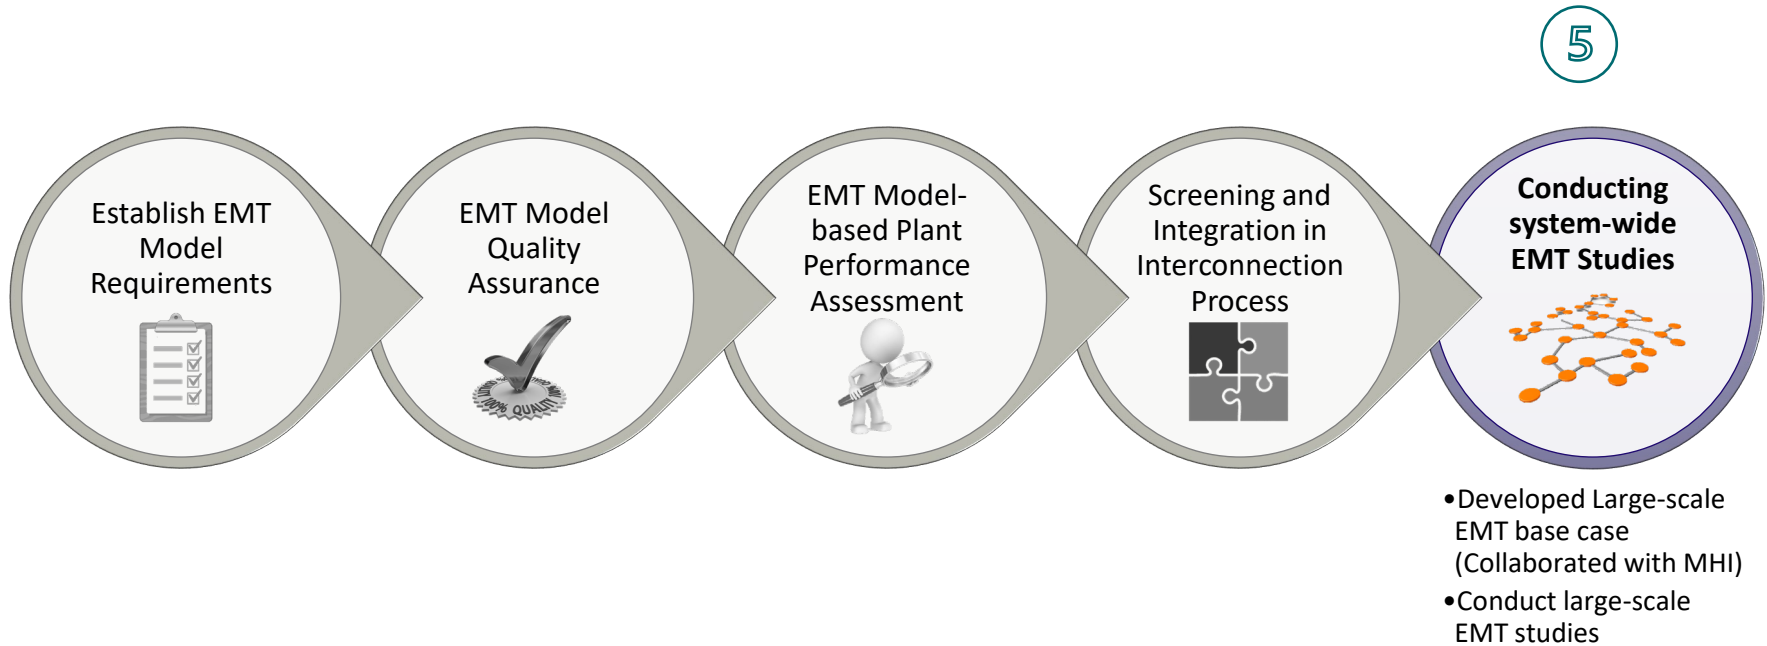 5
Establish EMT
Model
Requirements
EMT Model
Quality
Assurance
100% QUALITY
EMT Model-
based Plant
Performance
Assessment
Screening and
Integration in
Interconnection
Process
Conducting
system-wide
EMT Studies
•Developed Large-scale
EMT base case
(Collaborated with MHI)
•Conduct large-scale
EMT studies